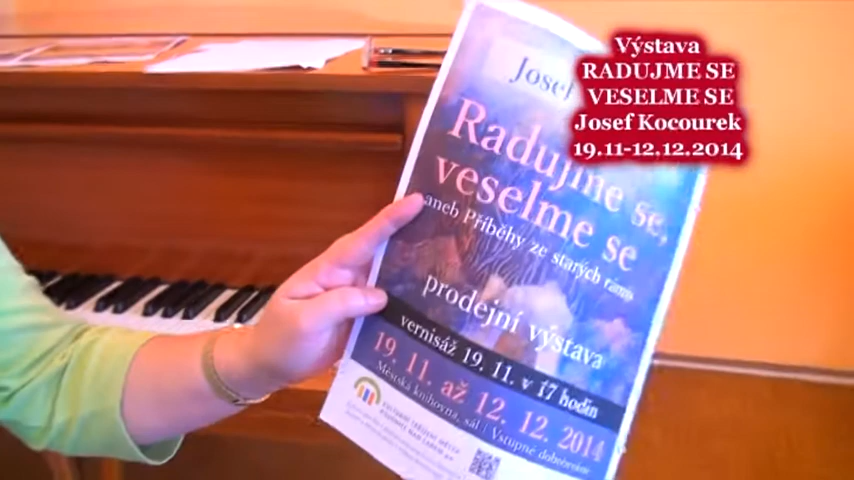 Výstava
RADUJME SE
VESELME SE
Josef Kocourek
19.11-12.12.2014
Josef
Radujme se,
veselme se
aneb Příběhy ze starých
prodejní výstava
vernisáž 19. 11. v 17 hodin
19. 11. až 12. 12. 2014
Městská knihovna, sál / Vstupné dobrovolné